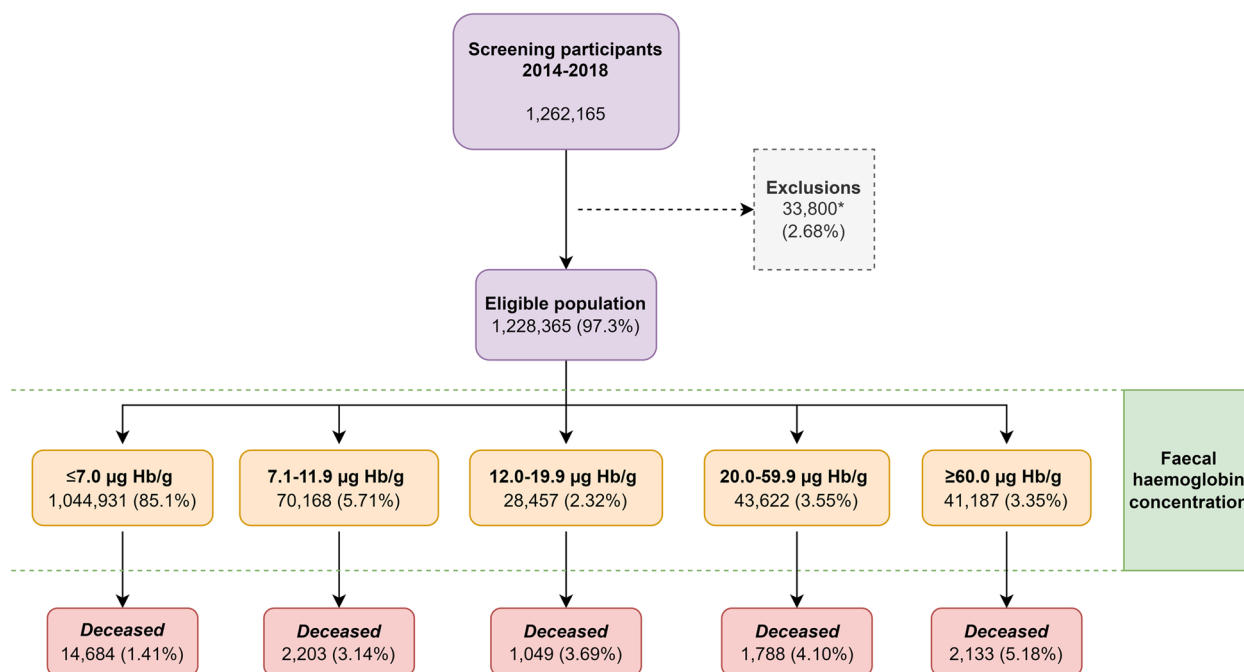 Screening participants
2014-2018
1,262,165
Exclusions
33,800*
(2.68%)
Eligible population
1,228,365 (97.3%)
≤7.0 µg Hb/g
1,044,931 (85.1%)
7.1-11.9 µg Hb/g
70,168 (5.71%)
12.0-19.9 µg Hb/g
28,457 (2.32%)
20.0-59.9 µg Hb/g
43,622 (3.55%)
≥60.0 µg Hb/g
41,187 (3.35%)
Faecal
haemoglobin
concentration
Deceased
14,684 (1.41%)
Deceased
2,203 (3.14%)
Deceased
1,049 (3.69%)
Deceased
1,788 (4.10%)
Deceased
2,133 (5.18%)